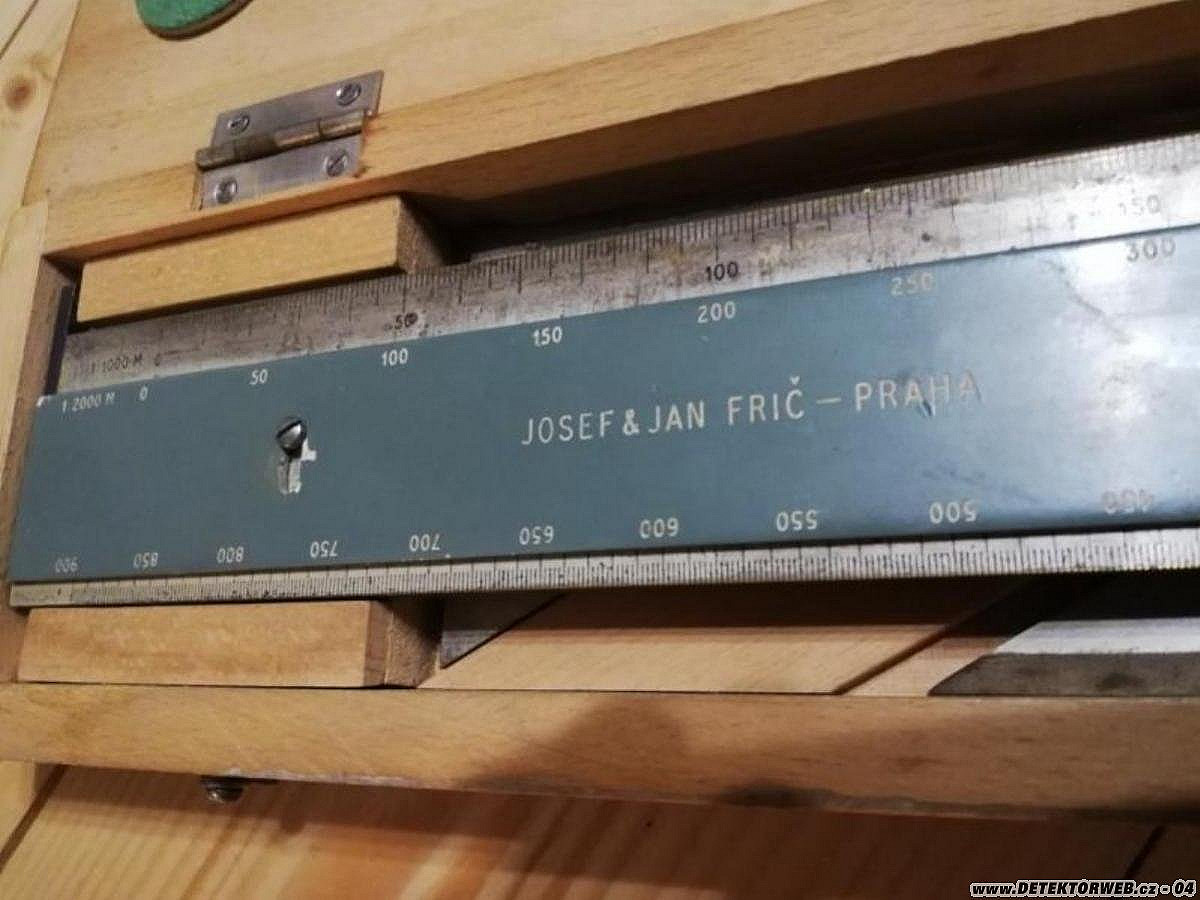 150
1:1000 M 0 50 100
300
1:2000 M 0 50 100 150 200 250
JOSEF & JAN FRIČ – PRAHA
900 850 800 750 700 650 600 550 500 450
www.DETEKTORWEB.cz - 04